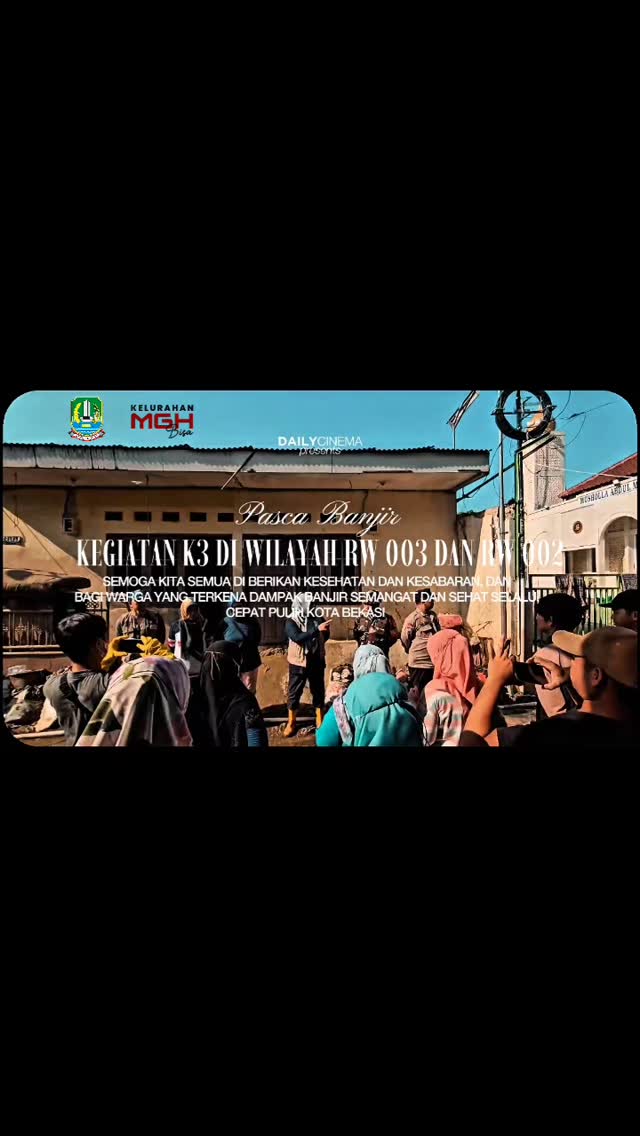 KELURAHAN
MGH
Bisa
DAILYCINEMA
presents
Pasca Banjir
KEGIATAN K3 DI WILAYAH RW 003 DAN RW 002
SEMOGA KITA SEMUA DI BERIKAN KESEHATAN DAN KESABARAN, DAN
BAGI WARGA YANG TERKENA DAMPAK BANJIR SEMANGAT DAN SEHAT SELALU
CEPAT PULIH KOTA BEKASI
MUSHOLLA ABDUL